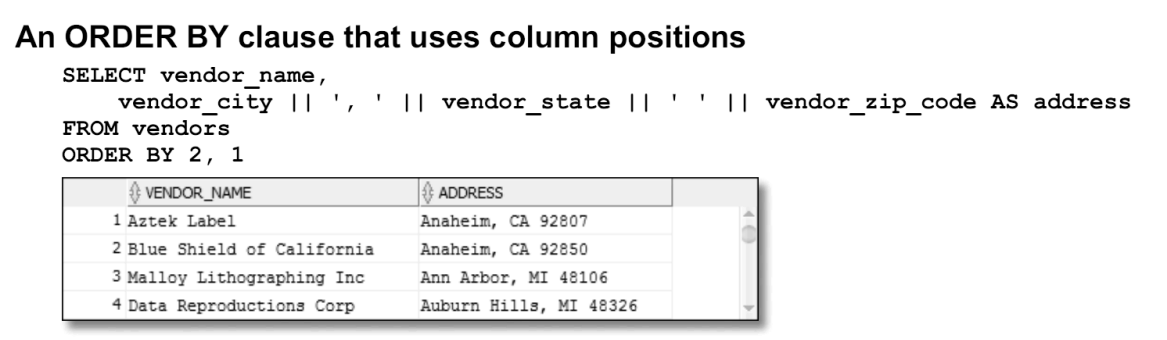 An ORDER BY clause that uses column positions
SELECT vendor_name,
vendor_city || ', ' || vendor_state || ' ' || vendor_zip_code AS address
FROM vendors
ORDER BY 2, 1
VENDOR_NAME ADDRESS
1 Aztek Label Anaheim, CA 92807
2 Blue Shield of California Anaheim, CA 92850
3 Malloy Lithographing Inc Ann Arbor, MI 48106
4 Data Reproductions Corp Auburn Hills, MI 48326